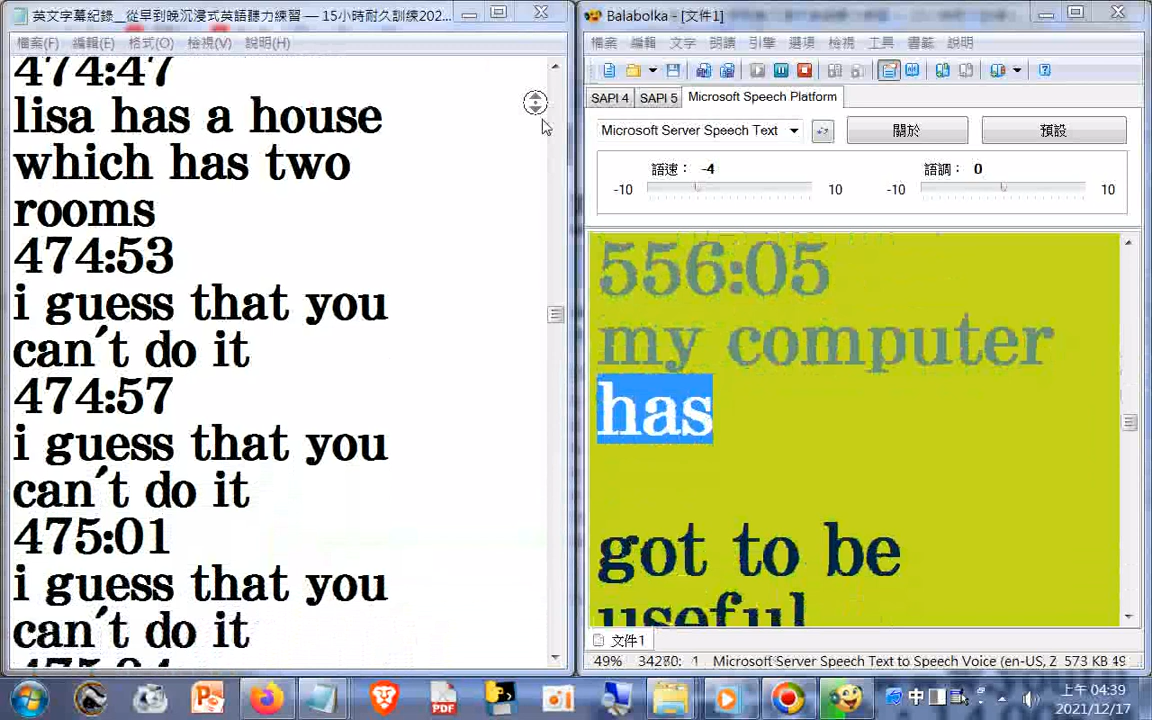 英文字幕紀錄__從早到晚沉浸式英語聽力練習 — 15小時耐久訓練202...
檔案(F) 編輯(E) 格式(O) 檢視(V) 說明(H)
474:47
lisa has a house
which has two
rooms
474:53
i guess that you
can't do it
474:57
i guess that you
can't do it
475:01
i guess that you
can't do it
Balabolka - [文件1]
檔案 編輯 文字 朗讀 引擎 選項 檢視 工具 書籤 說明
SAPI 4 SAPI 5 Microsoft Speech Platform
Microsoft Server Speech Text 關於 預設
語速: -4 語調: 0
-10 10 -10 10
556:05
my computer
has
got to be
useful
文件1
49% 34280: 1 Microsoft Server Speech Text to Speech Voice (en-US, Z 573 KB 49
中 上午 04:39
2021/12/17